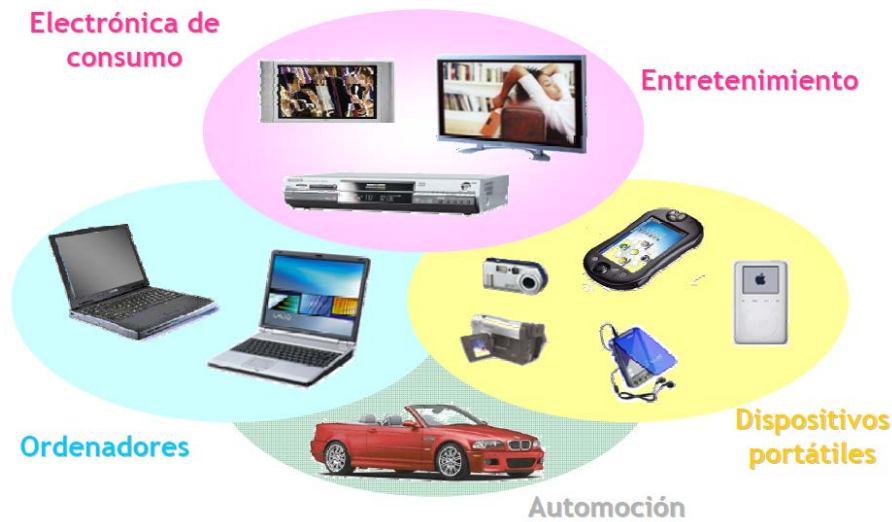 Electrónica de
consumo
Entretenimiento
Ordenadores
Dispositivos
portátiles
Automoción